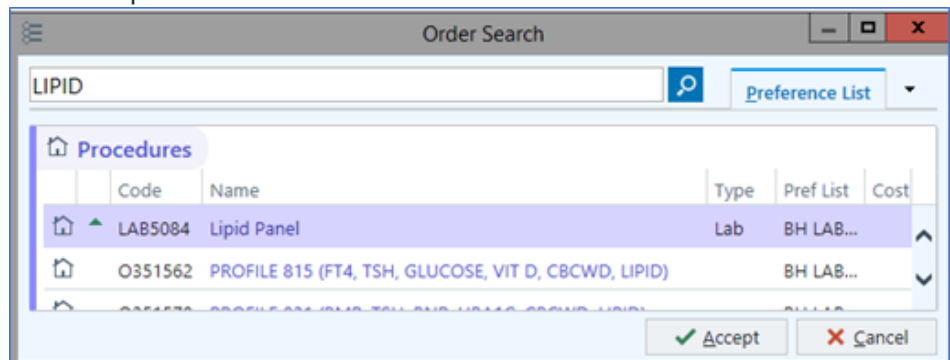 Order Search
LIPID
Preference List
Procedures
Code Name Type Pref List Cost
LAB5084 Lipid Panel Lab BH LAB...
O351562 PROFILE 815 (FT4, TSH, GLUCOSE, VIT D, CBCWD, LIPID) BH LAB...
Accept Cancel